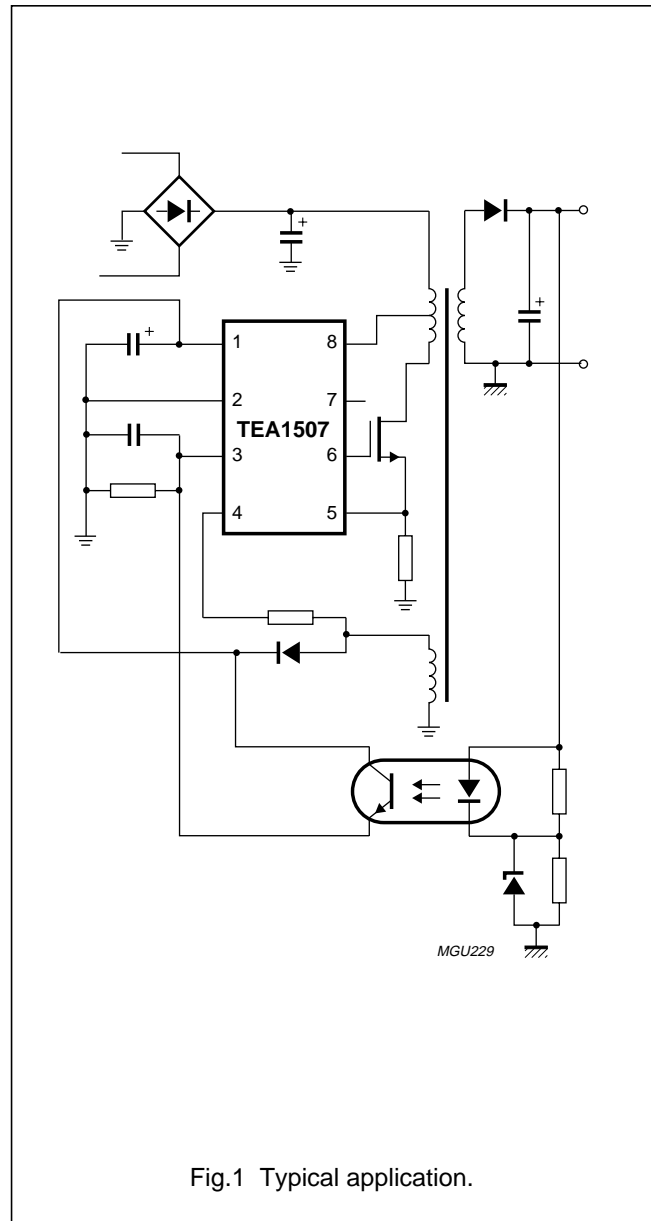 +
+
+
1 8
2 7
TEA1507
3 6
4 5
MGU229
Fig.1 Typical application.